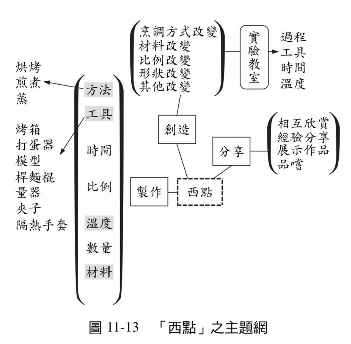 烹調方式改變
材料改變
比例改變
形狀改變
其他改變
實驗教室
過程
工具
時間
溫度
烘烤
煎煮
蒸
方法
工具
時間
比例
溫度
數量
材料
烤箱
打蛋器
模型
桿麵棍
量器
夾子
隔熱手套
創造
分享
相互欣賞
經驗分享
展示作品
品嚐
製作
西點
圖 11-13 「西點」之主題網